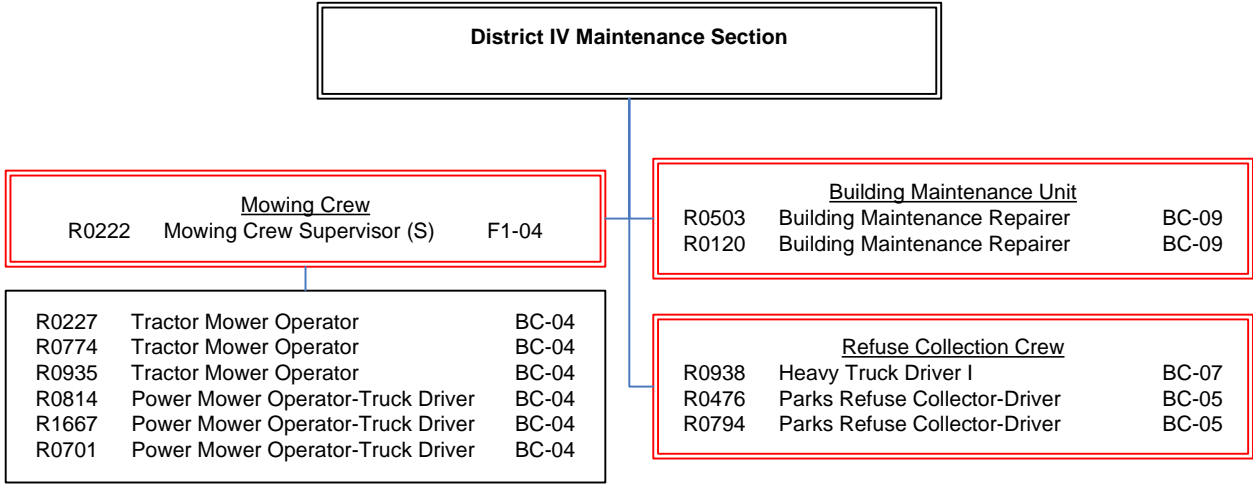 District IV Maintenance Section
Mowing Crew
R0222 Mowing Crew Supervisor (S) F1-04
R0227 Tractor Mower Operator BC-04
R0774 Tractor Mower Operator BC-04
R0935 Tractor Mower Operator BC-04
R0814 Power Mower Operator-Truck Driver BC-04
R1667 Power Mower Operator-Truck Driver BC-04
R0701 Power Mower Operator-Truck Driver BC-04
Building Maintenance Unit
R0503 Building Maintenance Repairer BC-09
R0120 Building Maintenance Repairer BC-09
Refuse Collection Crew
R0938 Heavy Truck Driver I BC-07
R0476 Parks Refuse Collector-Driver BC-05
R0794 Parks Refuse Collector-Driver BC-05